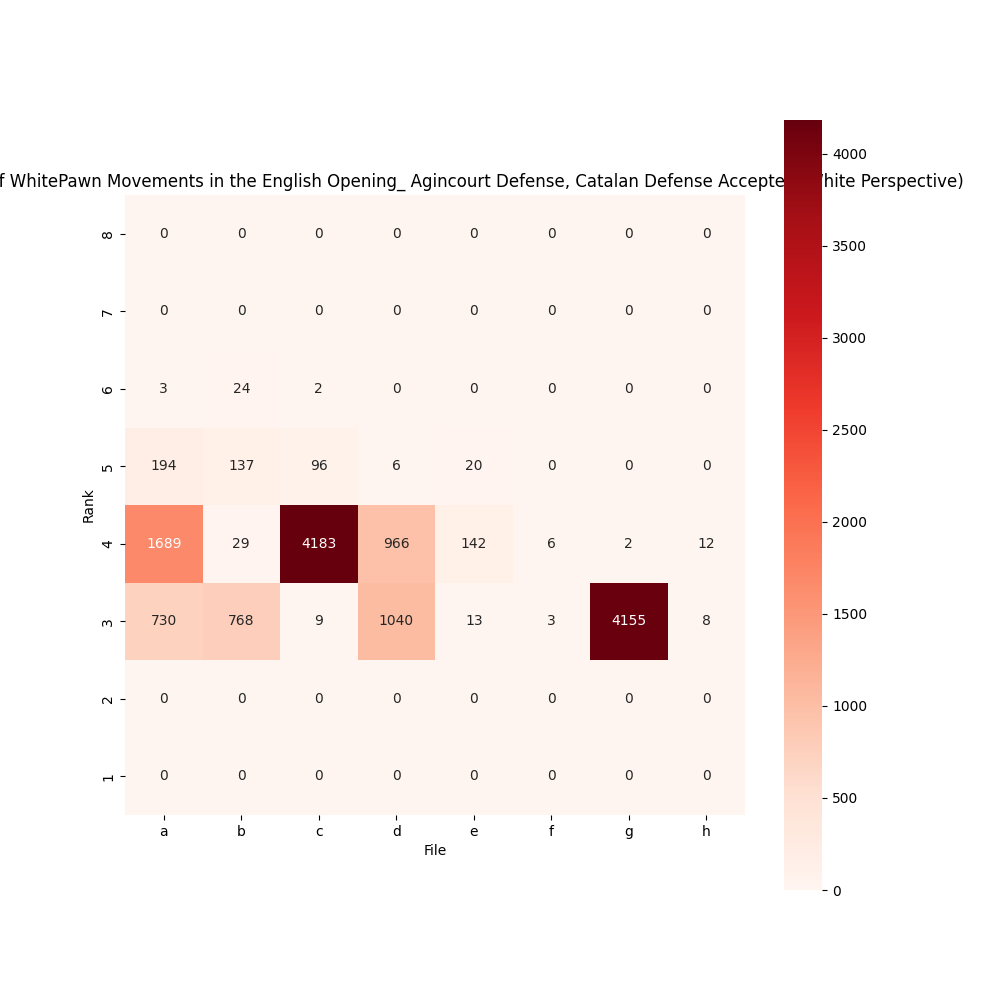 f WhitePawn Movements in the English Opening_ Agincourt Defense, Catalan Defense Accepte hite Perspective)
4000
3500
3000
2500
2000
1500
1000
500
0
Rank
8 0 0 0 0 0 0 0 0
7 0 0 0 0 0 0 0 0
6 3 24 2 0 0 0 0 0
5 194 137 96 6 20 0 0 0
4 1689 29 4183 966 142 6 2 12
3 730 768 9 1040 13 3 4155 8
2 0 0 0 0 0 0 0 0
1 0 0 0 0 0 0 0 0
a b c d e f g h
File